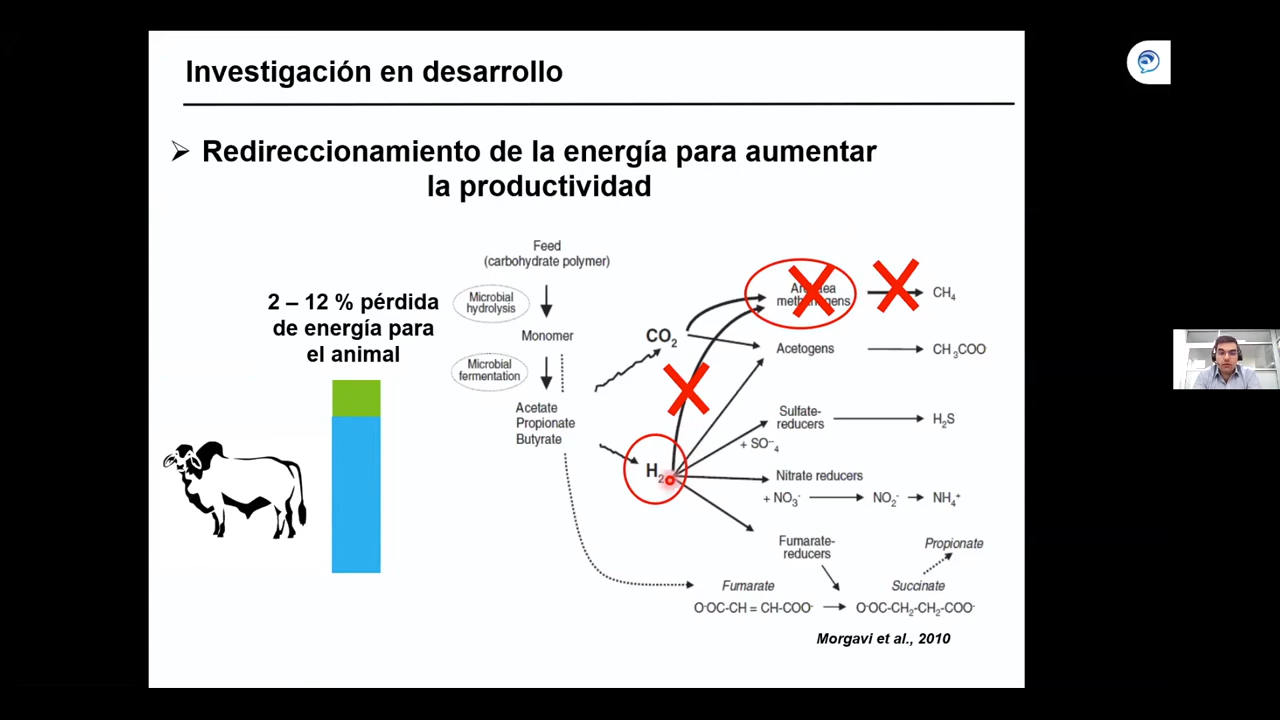 Investigación en desarrollo
➢ Redireccionamiento de la energía para aumentar
la productividad
2 – 12 % pérdida
de energía para
el animal
Feed
(carbohydrate polymer)
Microbial
hydrolysis
Monomer
Microbial
fermentation
Acetate
Propionate
Butyrate
CO2
H2
methanogens
CH4
Acetogens
CH3COO
Sulfate-
reducers
+ SO--4
H2S
Nitrate reducers
+ NO3-
NO2-
NH4+
Fumarate-
reducers
Propionate
Fumarate
Succinate
O-OC-CH = CH-COO-
O-OC-CH2-CH2-COO-
Morgavi et al., 2010